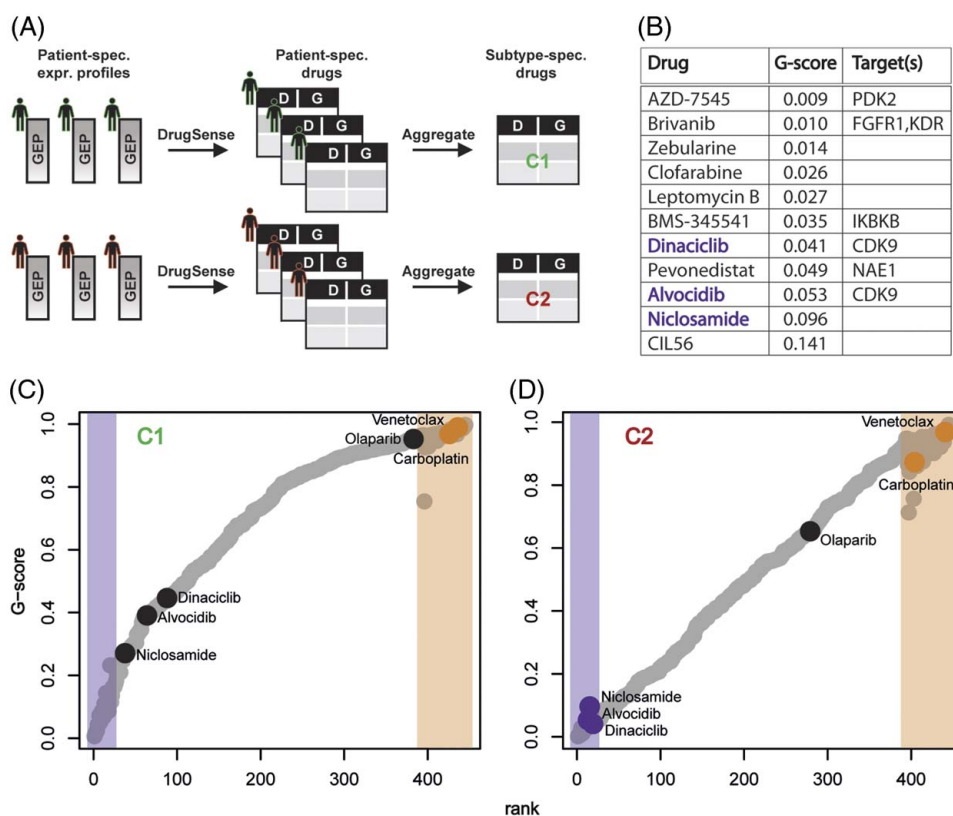 (A)
Patient-spec.
expr. profiles
Patient-spec.
drugs
Subtype-spec.
drugs
GEP GEP GEP
DrugSense
D G
D G
D G
Aggregate
D G
C1
GEP GEP GEP
DrugSense
D G
D G
D G
Aggregate
D G
C2
(B)
Drug G-score Target(s)
AZD-7545 0.009 PDK2
Brivanib 0.010 FGFR1,KDR
Zebularine 0.014
Clofarabine 0.026
Leptomycin B 0.027
BMS-345541 0.035 IKBKB
Dinaciclib 0.041 CDK9
Pevonedistat 0.049 NAE1
Alvocidib 0.053 CDK9
Niclosamide 0.096
CIL56 0.141
(C)
C1
Venetoclax
Olaparib
Carboplatin
Dinaciclib
Alvocidib
Niclosamide
G-score
1.0
0.8
0.6
0.4
0.2
0.0
0 100 200 300 400
(D)
C2
Venetoclax
Carboplatin
Olaparib
Niclosamide
Alvocidib
Dinaciclib
1.0
0.8
0.6
0.4
0.2
0.0
0 100 200 300 400
rank